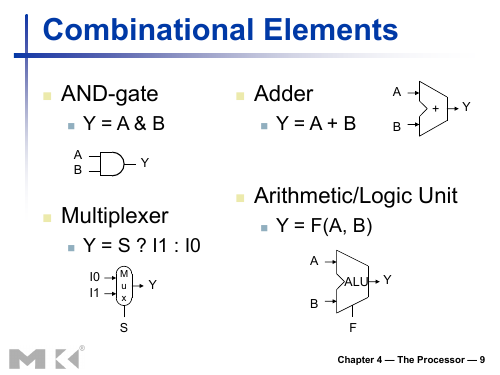 Combinational Elements
AND-gate
Y = A & B
A
B
Y
Multiplexer
Y = S ? I1 : I0
I0
I1
M
u
x
Y
S
Adder
Y = A + B
A
B
+
Y
Arithmetic/Logic Unit
Y = F(A, B)
A
B
ALU
Y
F
MK®
Chapter 4 — The Processor — 9